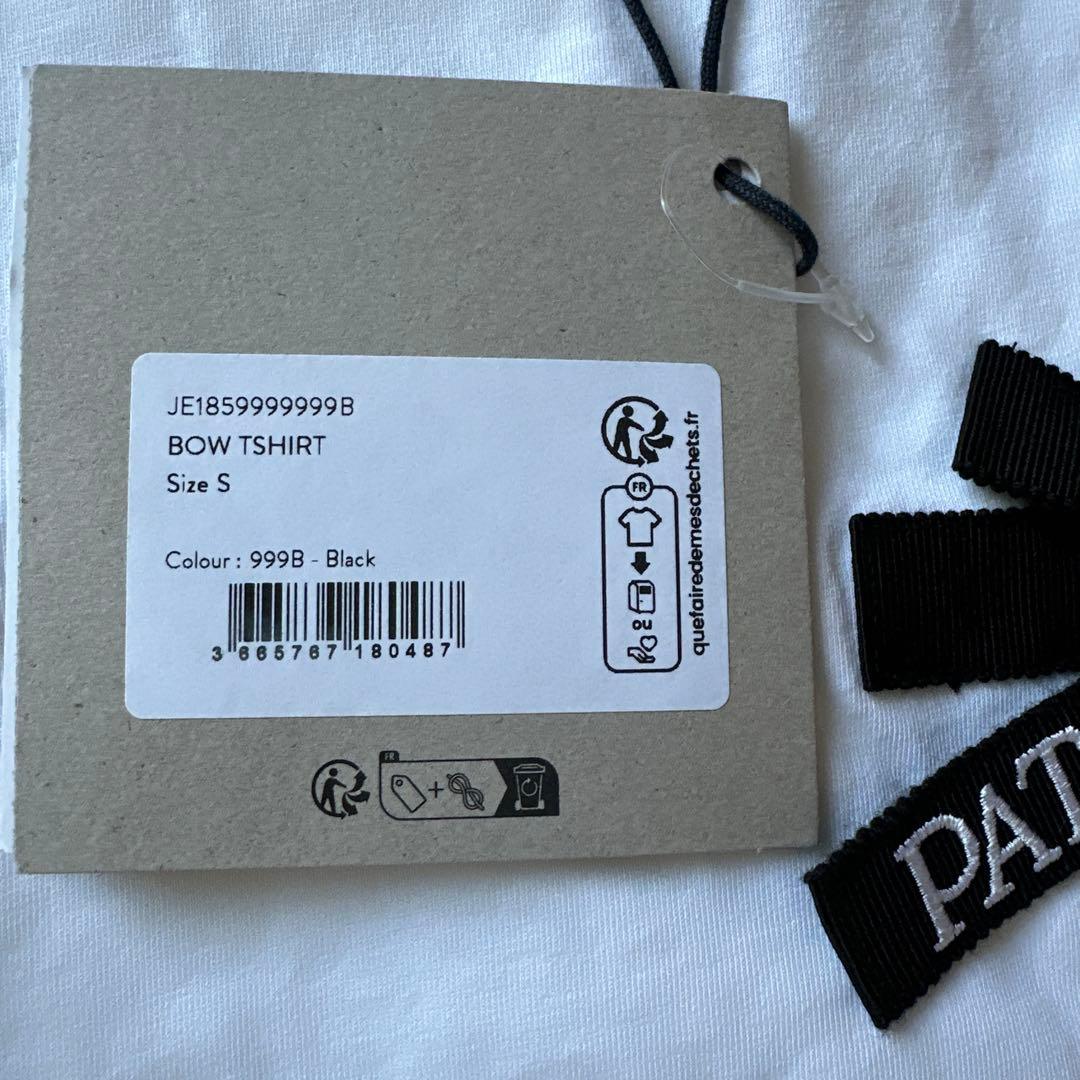 JE1859999999B
BOW TSHIRT
Size S
Colour : 999B - Black
3 665767 180487
FR
ou
quefairedemesdechets.fr
FR
PAT